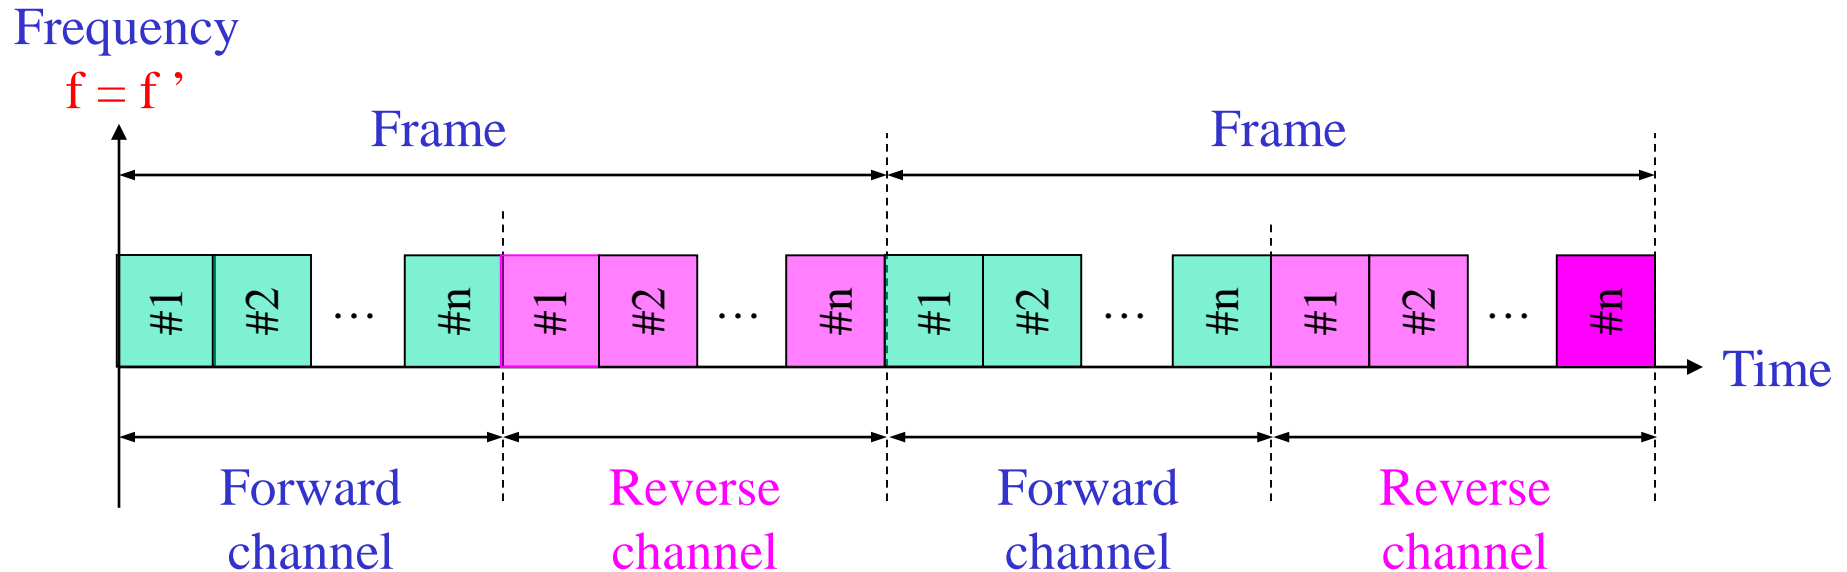 Frequency
f = f '
Frame Frame
#1 #2 … #n #1 #2 … #n #1 #2 … #n #1 #2 … #n
Time
Forward Reverse Forward Reverse
channel channel channel channel